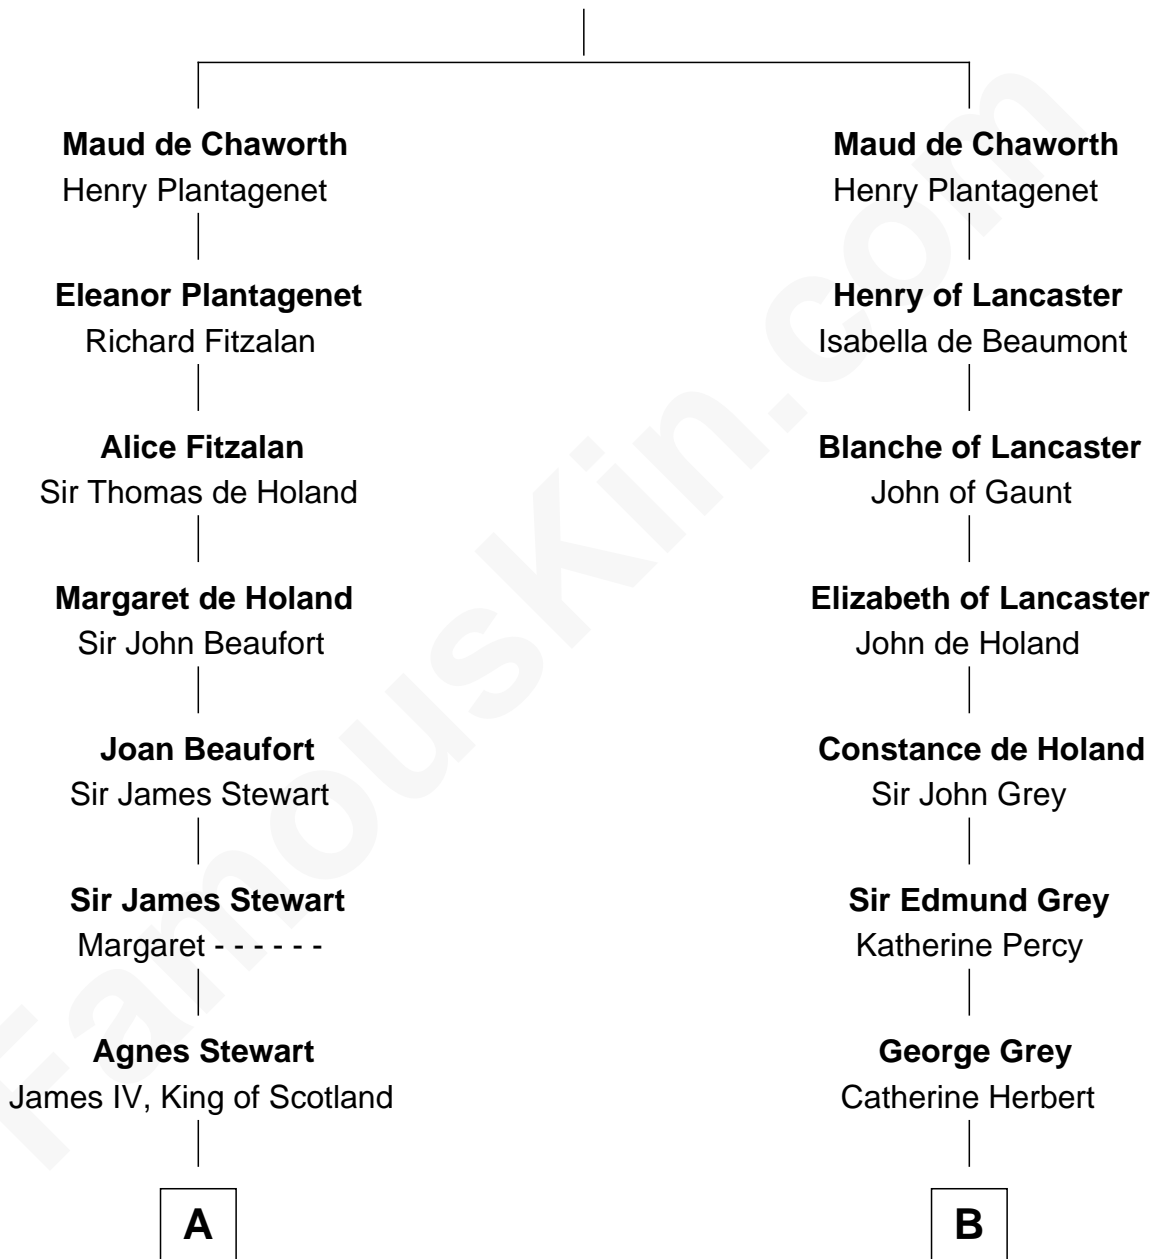 Maud de Chaworth
Henry Plantagenet
Eleanor Plantagenet
Richard Fitzalan
Alice Fitzalan
Sir Thomas de Holand
Margaret de Holand
Sir John Beaufort
Joan Beaufort
Sir James Stewart
Sir James Stewart
Margaret - - - - - -
Agnes Stewart
James IV, King of Scotland
A
Maud de Chaworth
Henry Plantagenet
Henry of Lancaster
Isabella de Beaumont
Blanche of Lancaster
John of Gaunt
Elizabeth of Lancaster
John de Holand
Constance de Holand
Sir John Grey
Sir Edmund Grey
Katherine Percy
George Grey
Catherine Herbert
B
FamousKin.com